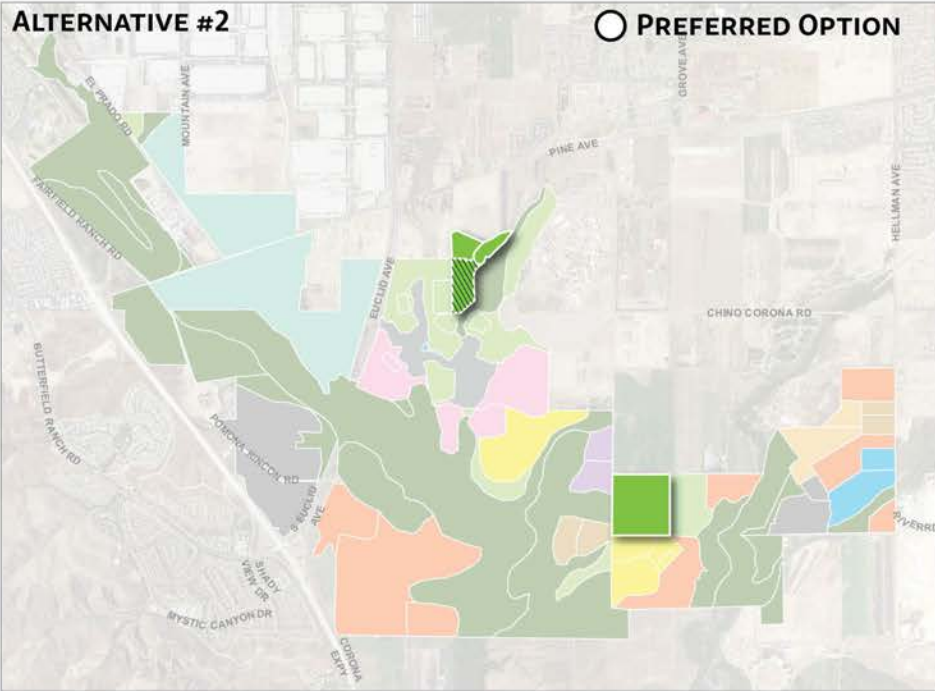 ALTERNATIVE #2
PREFERRED OPTION
EL PRADO RD
MOUNTAIN AVE
GROVE AVE
PINE AVE
FAIRFIELD RANCH RD
HELLMAN AVE
EUCLID AVE
CHINO CORONA RD
BUTTERFIELD RANCH RD
POMONA RINCON RD
S EUCLID
AVE
RIVERRD
SHADY
VIEW DR
MYSTIC CANYON DR
CORONA
EXPY